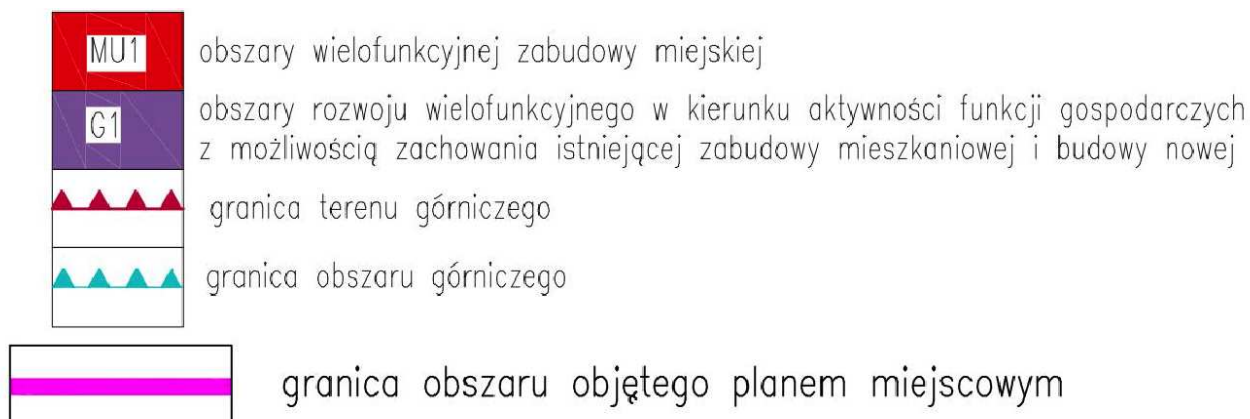 MU1 obszary wielofunkcyjnej zabudowy miejskiej
G1 obszary rozwoju wielofunkcyjnego w kierunku aktywności funkcji gospodarczych
z możliwością zachowania istniejącej zabudowy mieszkaniowej i budowy nowej
granica terenu górniczego
granica obszaru górniczego
granica obszaru objętego planem miejscowym